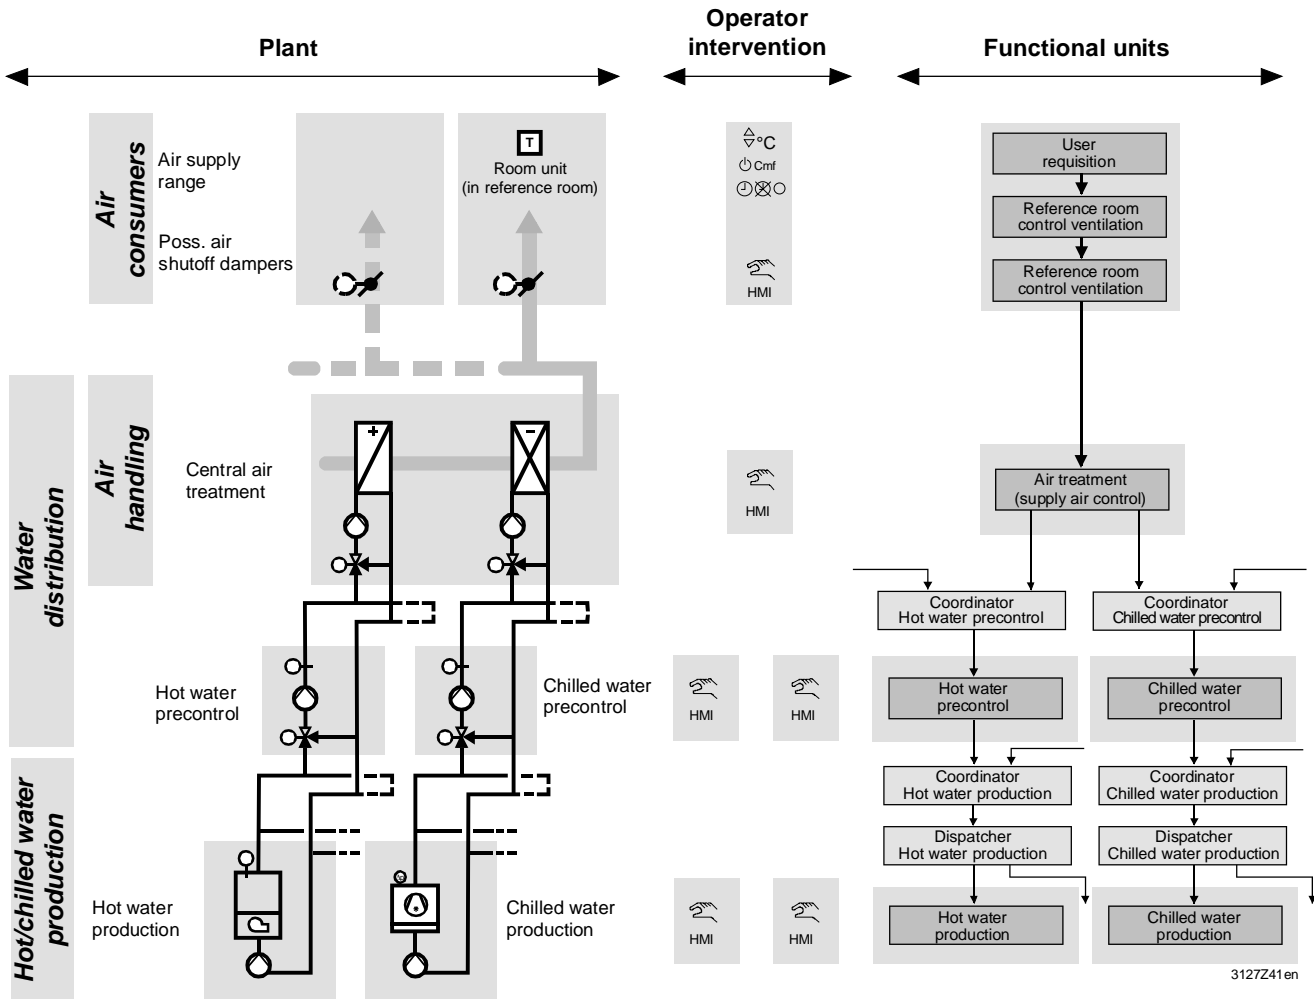 Plant
Operator
intervention
Functional units
Air
consumers
Air supply
range
Poss. air
shutoff dampers
T
Room unit
(in reference room)
°C
Cmf
HMI
User
requisition
Reference room
control ventilation
Reference room
control ventilation
Water
distribution
Air
handling
Central air
treatment
+
-
HMI
Air treatment
(supply air control)
Coordinator
Hot water precontrol
Coordinator
Chilled water precontrol
Hot water
precontrol
Chilled water
precontrol
HMI
HMI
Hot water
precontrol
Chilled water
precontrol
Hot/chilled water
production
Coordinator
Hot water production
Coordinator
Chilled water production
Dispatcher
Hot water production
Dispatcher
Chilled water production
Hot water
production
Chilled water
production
HMI
HMI
Hot water
production
Chilled water
production
3127Z41en